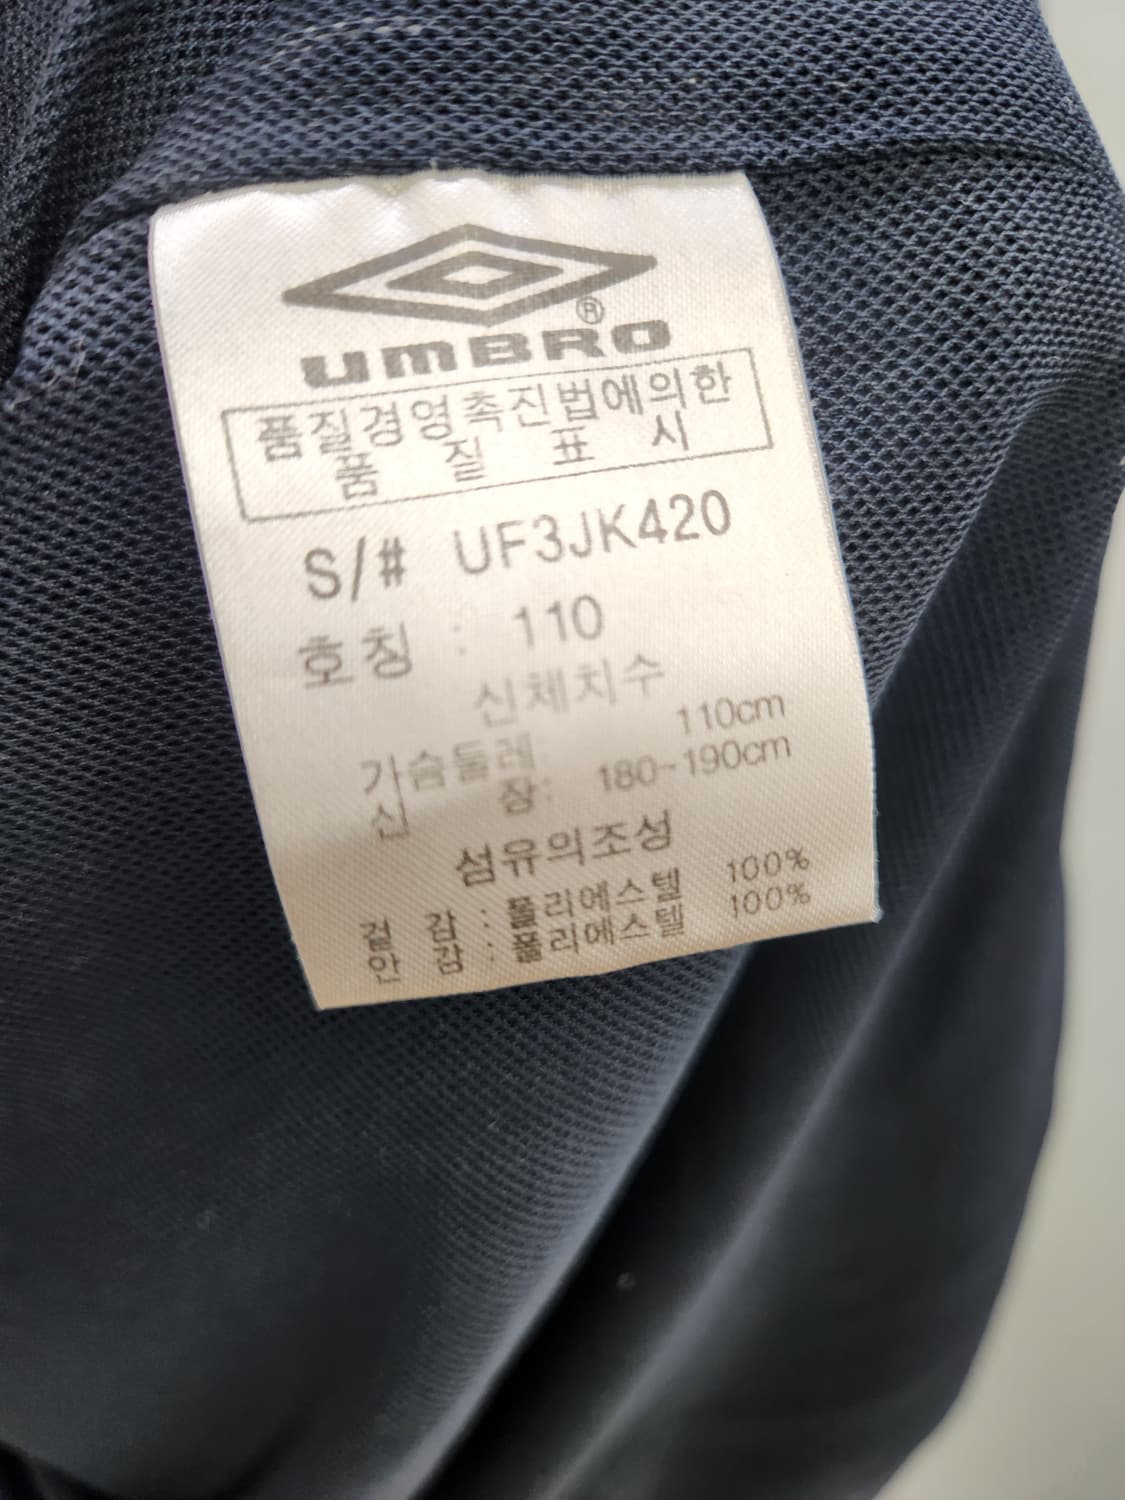 UMBRO®
품질경영촉진법에의한
품 질 표 시
S/# UF3JK420
호칭 : 110
신체치수
가슴둘레: 110cm
신 장: 180~190cm
섬유의조성
겉 감 : 폴리에스텔 100%
안 감 : 폴리에스텔 100%